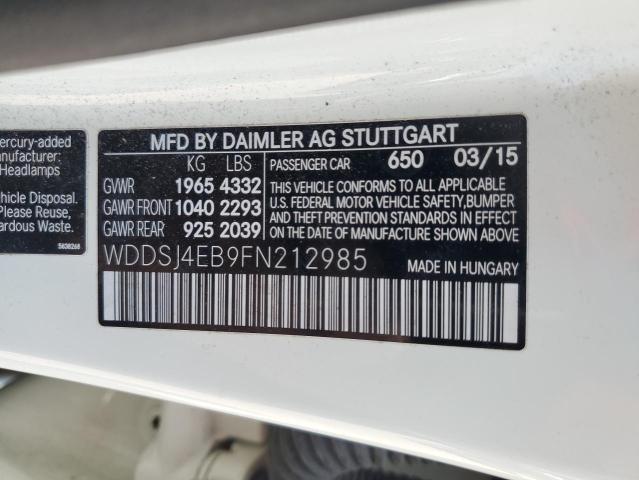 ercury-added
anufacturer:
Headlamps
ehicle Disposal.
Please Reuse,
ardous Waste.
5838268
MFD BY DAIMLER AG STUTTGART
KG LBS PASSENGER CAR 650 03/15
GVWR 1965 4332
GAWR FRONT 1040 2293
GAWR REAR 925 2039
THIS VEHICLE CONFORMS TO ALL APPLICABLE
U.S. FEDERAL MOTOR VEHICLE SAFETY,BUMPER
AND THEFT PREVENTION STANDARDS IN EFFECT
ON THE DATE OF MANUFACTURE SHOWN ABOVE.
WDDSJ4EB9FN212985 MADE IN HUNGARY